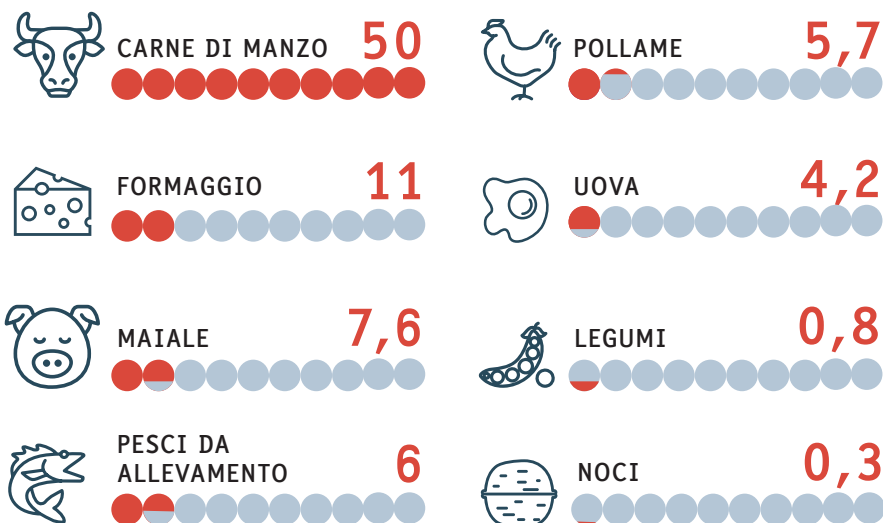 CARNE DI MANZO 50
FORMAGGIO 11
MAIALE 7,6
PESCI DA
ALLEVAMENTO 6
POLLAME 5,7
UOVA 4,2
LEGUMI 0,8
NOCI 0,3